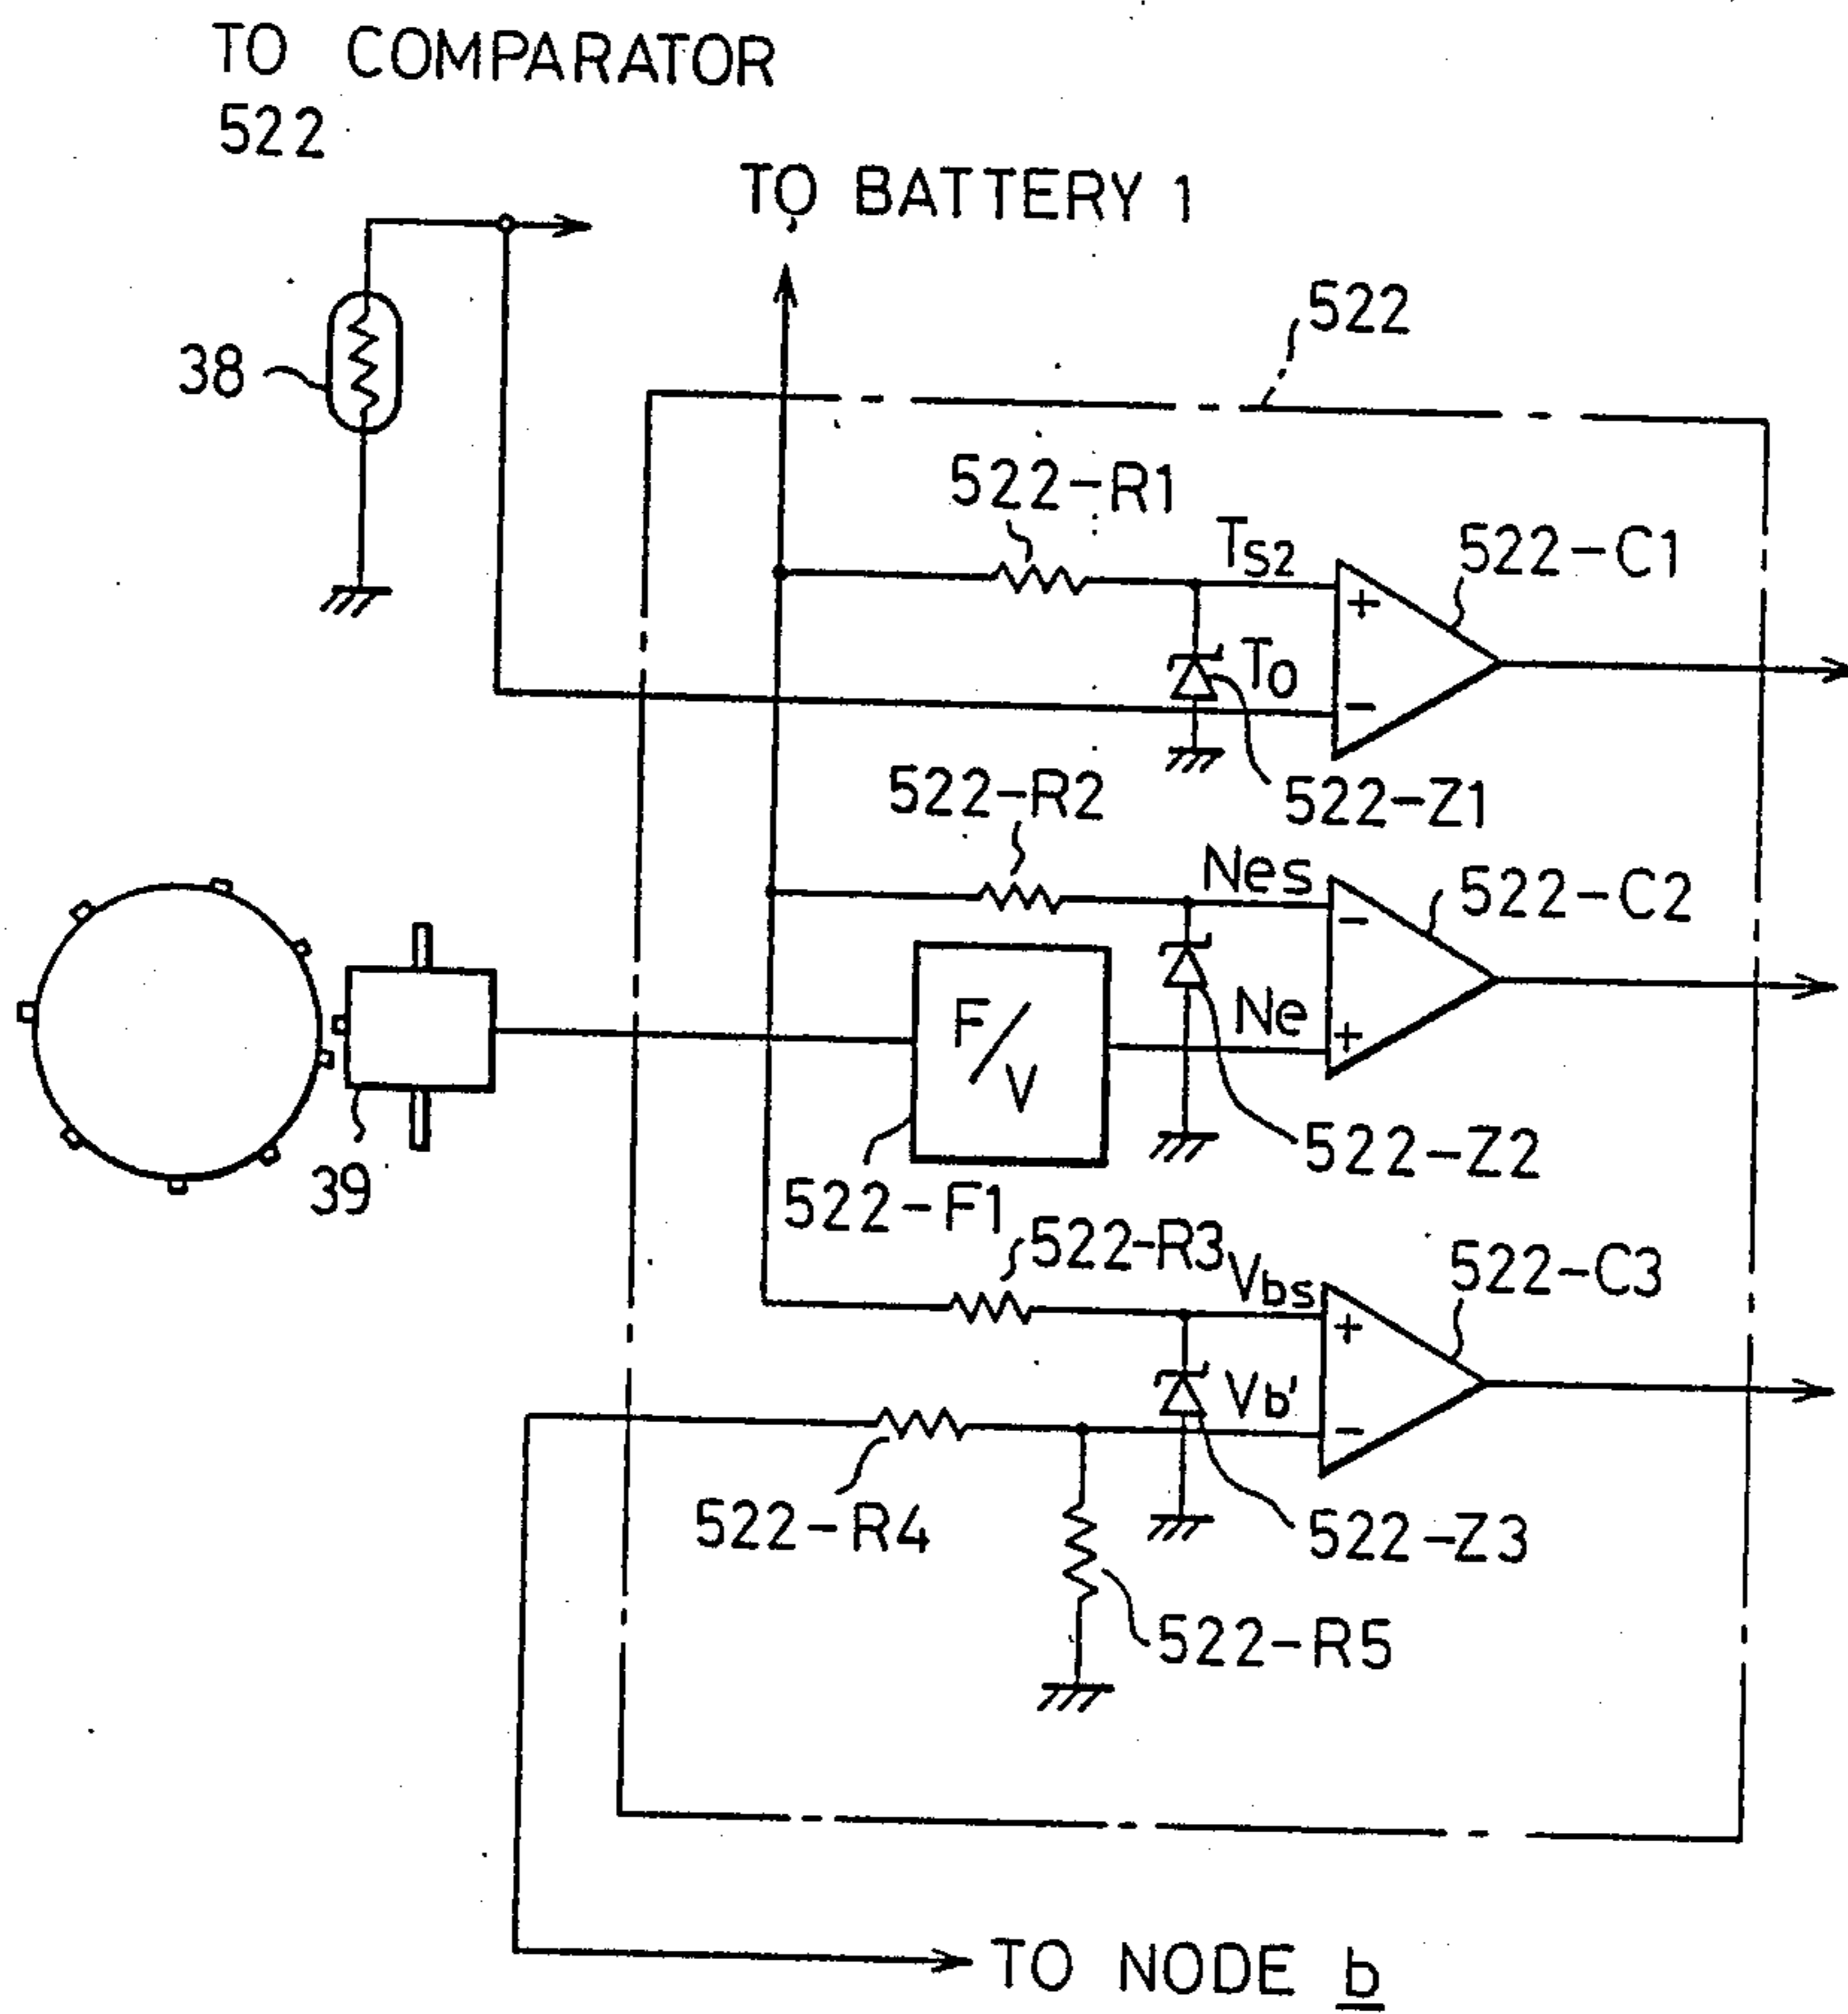 TO COMPARATOR
522
TO BATTERY 1
522
38
522-R1
Ts2
522-C1
To
522-Z1
522-R2
Nes
522-C2
F/V
Ne
522-Z2
39
522-F1
522-R3
Vbs
522-C3
Vb'
522-R4
522-Z3
522-R5
TO NODE b
+
-
-
+
+
-